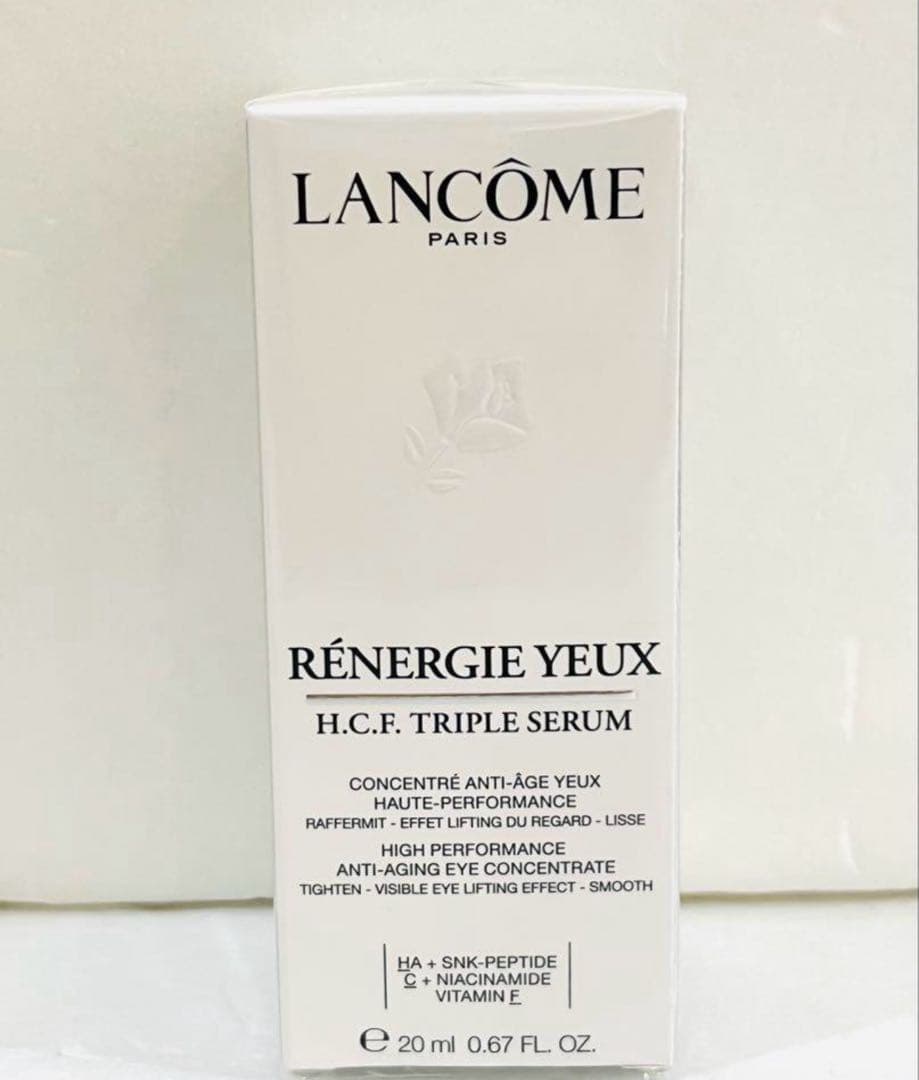 LANCÔME
PARIS
RÉNERGIE YEUX
H.C.F. TRIPLE SERUM
CONCENTRÉ ANTI-ÂGE YEUX
HAUTE-PERFORMANCE
RAFFERMIT - EFFET LIFTING DU REGARD - LISSE
HIGH PERFORMANCE
ANTI-AGING EYE CONCENTRATE
TIGHTEN - VISIBLE EYE LIFTING EFFECT - SMOOTH
HA + SNK-PEPTIDE
C + NIACINAMIDE
VITAMIN F
℮ 20 ml 0.67 FL. OZ.